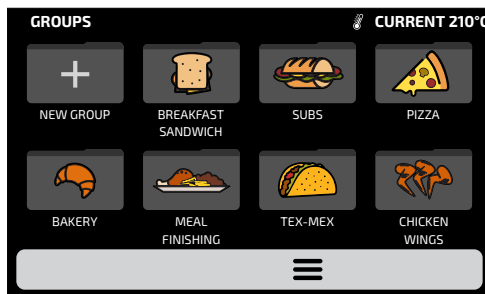 GROUPS
CURRENT 210°C
NEW GROUP
BREAKFAST
SANDWICH
SUBS
PIZZA
BAKERY
MEAL
FINISHING
TEX-MEX
CHICKEN
WINGS